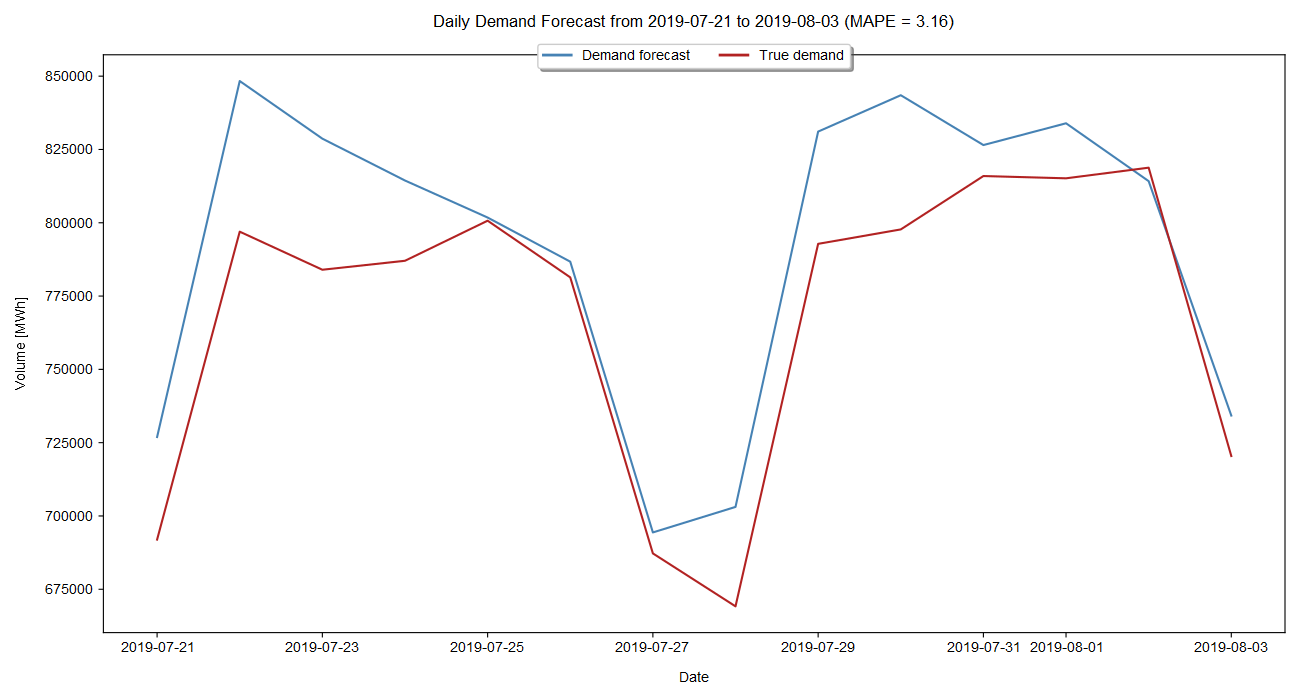 Daily Demand Forecast from 2019-07-21 to 2019-08-03 (MAPE = 3.16)
Demand forecast True demand
850000
825000
800000
775000
750000
725000
700000
675000
Volume [MWh]
2019-07-21 2019-07-23 2019-07-25 2019-07-27 2019-07-29 2019-07-31 2019-08-01 2019-08-03
Date